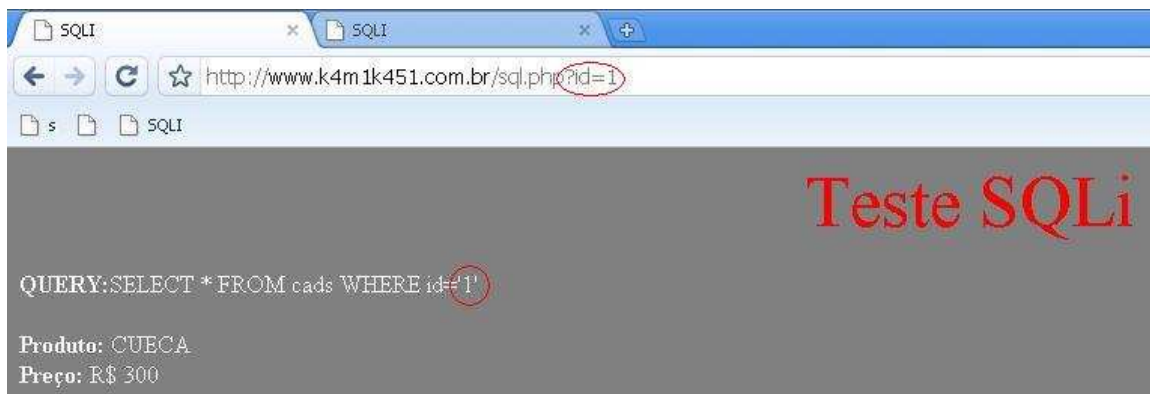 SQLI
SQLI
http://www.k4m1k451.com.br/sql.php?id=1
s
SQLI
Teste SQLi
QUERY:SELECT * FROM cads WHERE id='1'
Produto: CUECA
Preço: R$ 300